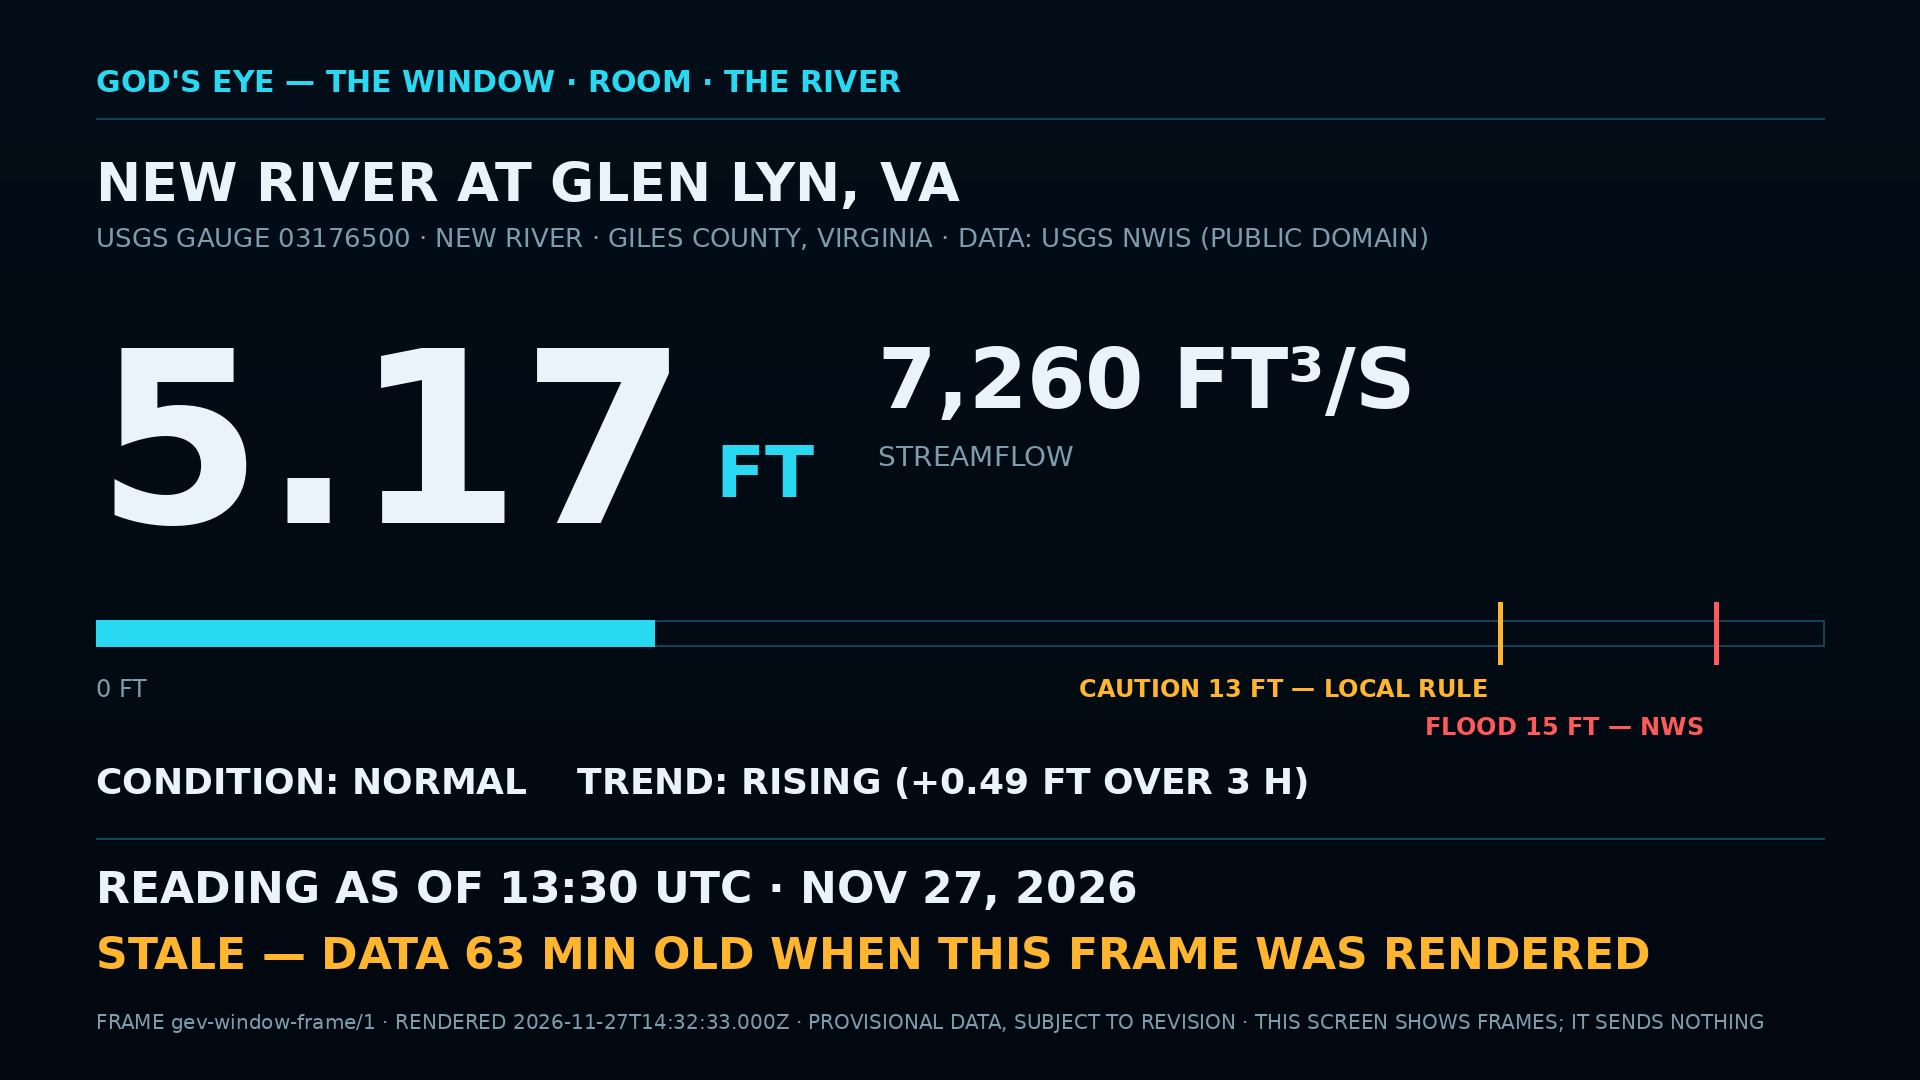 GOD'S EYE — THE WINDOW · ROOM · THE RIVER
NEW RIVER AT GLEN LYN, VA
USGS GAUGE 03176500 · NEW RIVER · GILES COUNTY, VIRGINIA · DATA: USGS NWIS (PUBLIC DOMAIN)
5.17 FT
7,260 FT³/S
STREAMFLOW
0 FT
CAUTION 13 FT — LOCAL RULE
FLOOD 15 FT — NWS
CONDITION: NORMAL TREND: RISING (+0.49 FT OVER 3 H)
READING AS OF 13:30 UTC · NOV 27, 2026
STALE — DATA 63 MIN OLD WHEN THIS FRAME WAS RENDERED
FRAME gev-window-frame/1 · RENDERED 2026-11-27T14:32:33.000Z · PROVISIONAL DATA, SUBJECT TO REVISION · THIS SCREEN SHOWS FRAMES; IT SENDS NOTHING